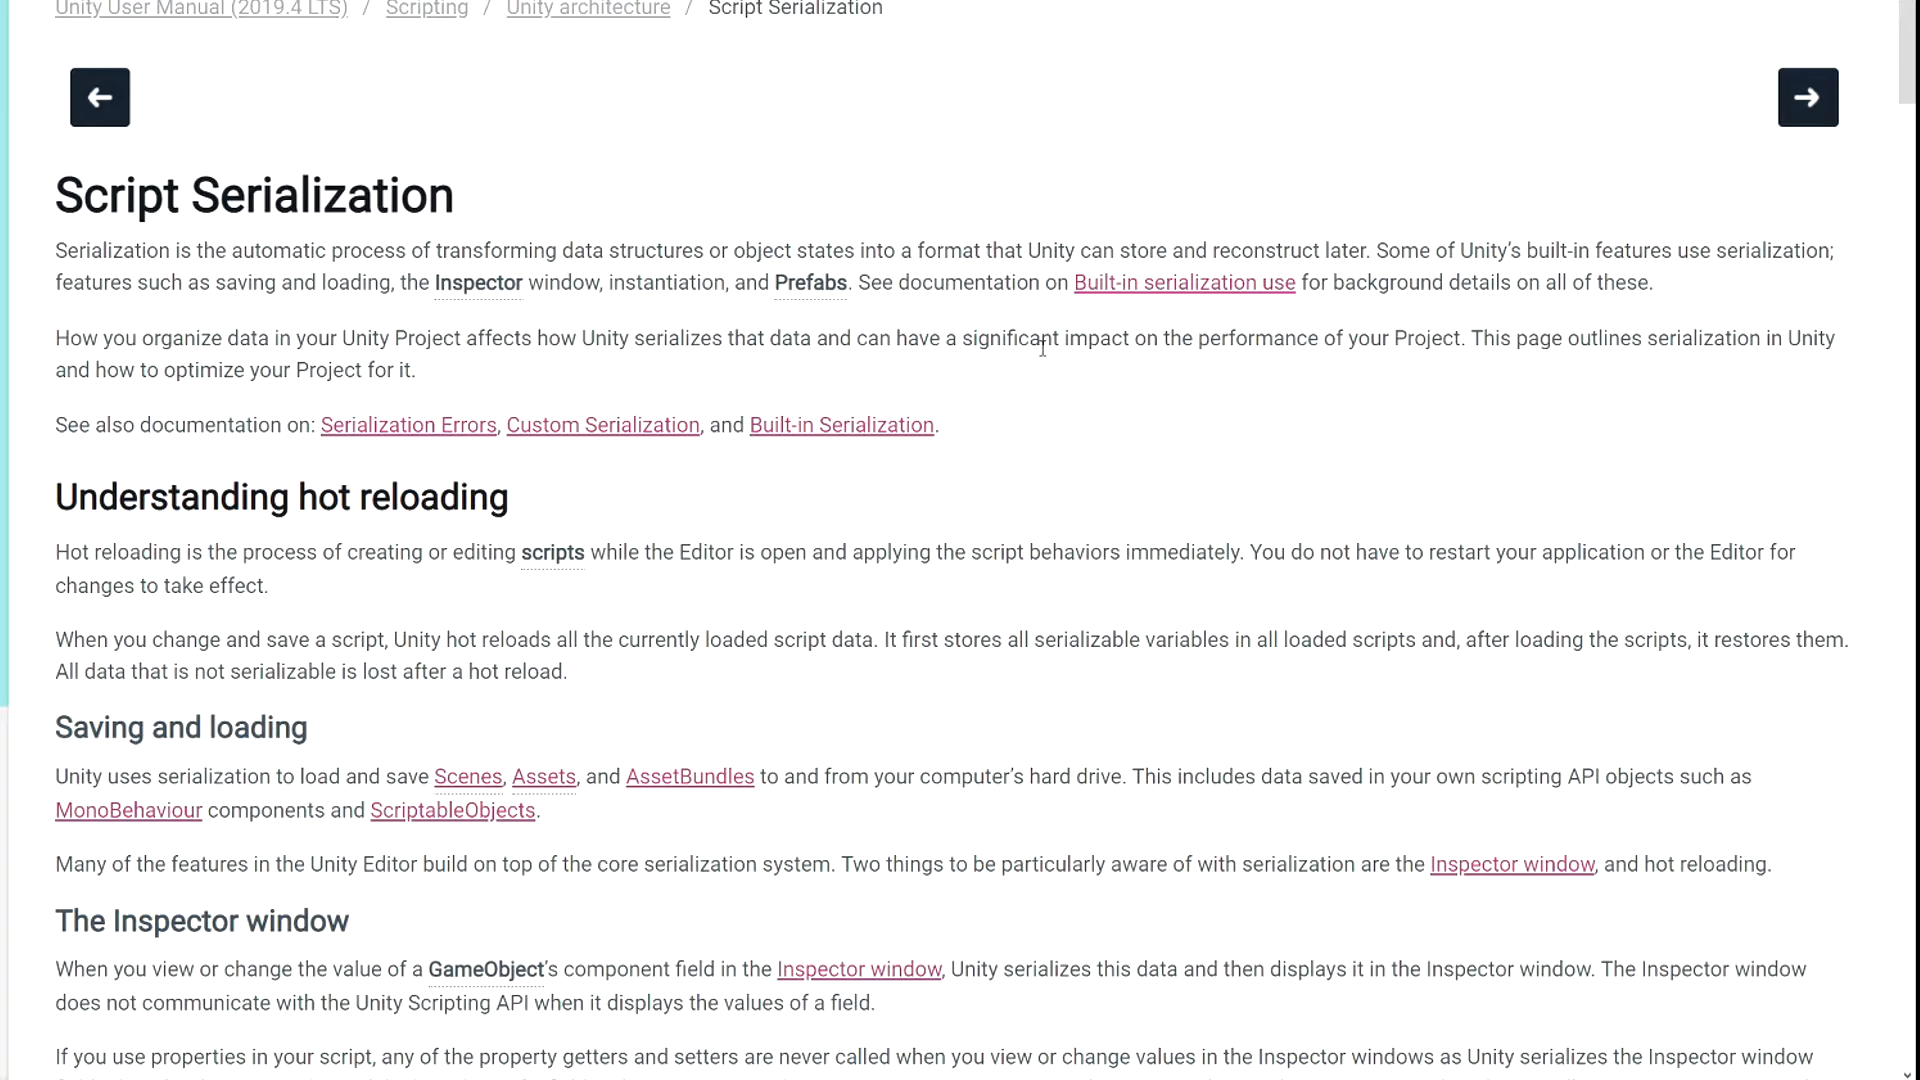 Unity User Manual (2019.4 LTS) / Scripting / Unity architecture / Script Serialization
Script Serialization
Serialization is the automatic process of transforming data structures or object states into a format that Unity can store and reconstruct later. Some of Unity's built-in features use serialization;
features such as saving and loading, the Inspector window, instantiation, and Prefabs. See documentation on Built-in serialization use for background details on all of these.
How you organize data in your Unity Project affects how Unity serializes that data and can have a significant impact on the performance of your Project. This page outlines serialization in Unity
and how to optimize your Project for it.
See also documentation on: Serialization Errors, Custom Serialization, and Built-in Serialization.
Understanding hot reloading
Hot reloading is the process of creating or editing scripts while the Editor is open and applying the script behaviors immediately. You do not have to restart your application or the Editor for
changes to take effect.
When you change and save a script, Unity hot reloads all the currently loaded script data. It first stores all serializable variables in all loaded scripts and, after loading the scripts, it restores them.
All data that is not serializable is lost after a hot reload.
Saving and loading
Unity uses serialization to load and save Scenes, Assets, and AssetBundles to and from your computer's hard drive. This includes data saved in your own scripting API objects such as
MonoBehaviour components and ScriptableObjects.
Many of the features in the Unity Editor build on top of the core serialization system. Two things to be particularly aware of with serialization are the Inspector window, and hot reloading.
The Inspector window
When you view or change the value of a GameObject's component field in the Inspector window, Unity serializes this data and then displays it in the Inspector window. The Inspector window
does not communicate with the Unity Scripting API when it displays the values of a field.
If you use properties in your script, any of the property getters and setters are never called when you view or change values in the Inspector windows as Unity serializes the Inspector window